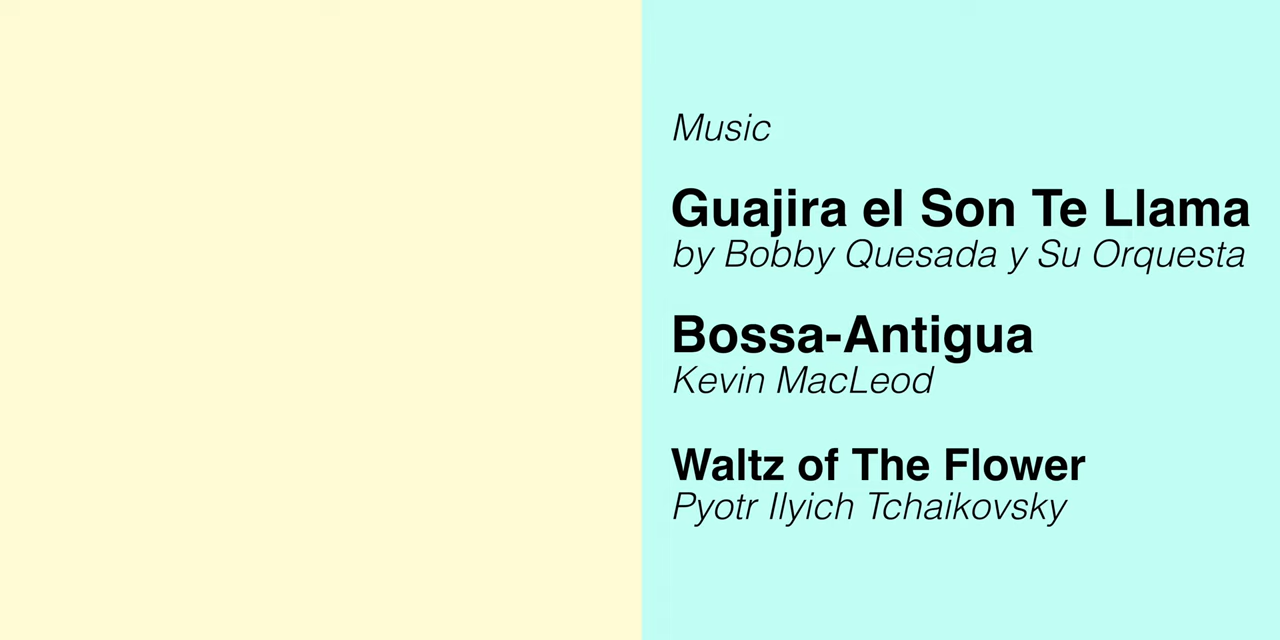 Music
Guajira el Son Te Llama
by Bobby Quesada y Su Orquesta
Bossa-Antigua
Kevin MacLeod
Waltz of The Flower
Pyotr Ilyich Tchaikovsky